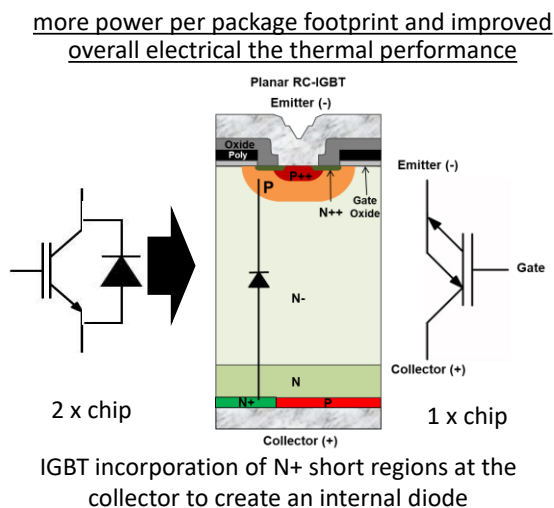 more power per package footprint and improved
overall electrical the thermal performance
Planar RC-IGBT
Emitter (-)
Oxide
Poly
P++
P
N++
Gate
Oxide
N-
N
N+
P
Collector (+)
Emitter (-)
Gate
Collector (+)
2 x chip
1 x chip
IGBT incorporation of N+ short regions at the
collector to create an internal diode